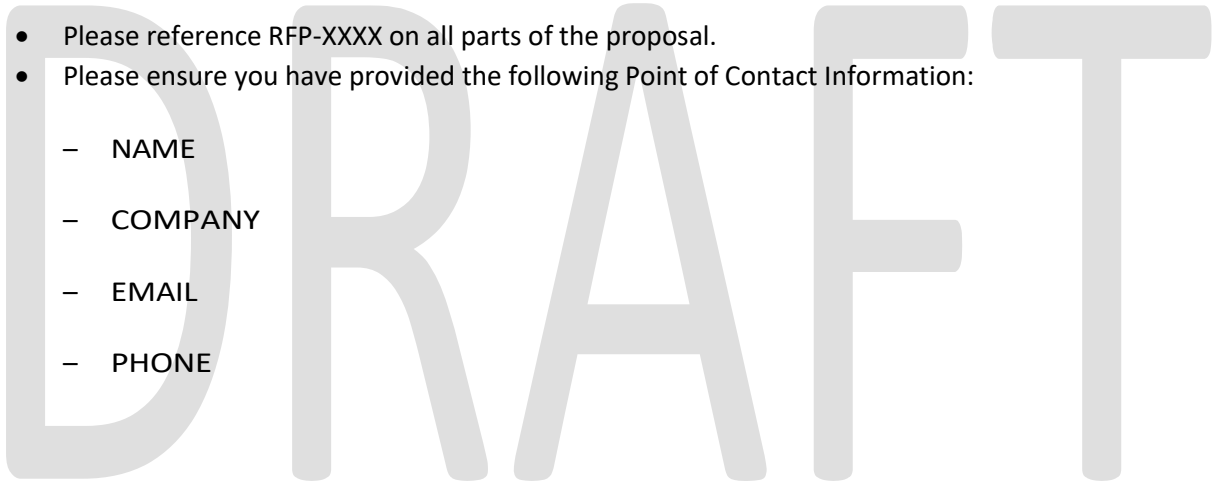 • Please reference RFP-XXXX on all parts of the proposal.
• Please ensure you have provided the following Point of Contact Information:
– NAME
– COMPANY
– EMAIL
– PHONE
DRAFT